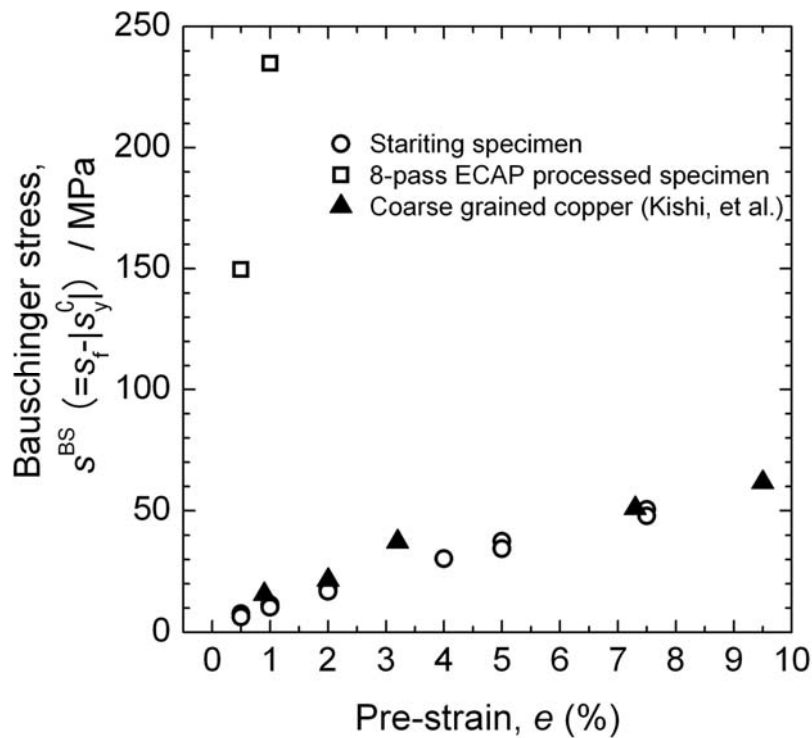 250
200
150
100
50
0
Bauschinger stress,
s^BS (=s_f-|s_y^C|) / MPa
Stariting specimen
8-pass ECAP processed specimen
Coarse grained copper (Kishi, et al.)
0 1 2 3 4 5 6 7 8 9 10
Pre-strain, e (%)